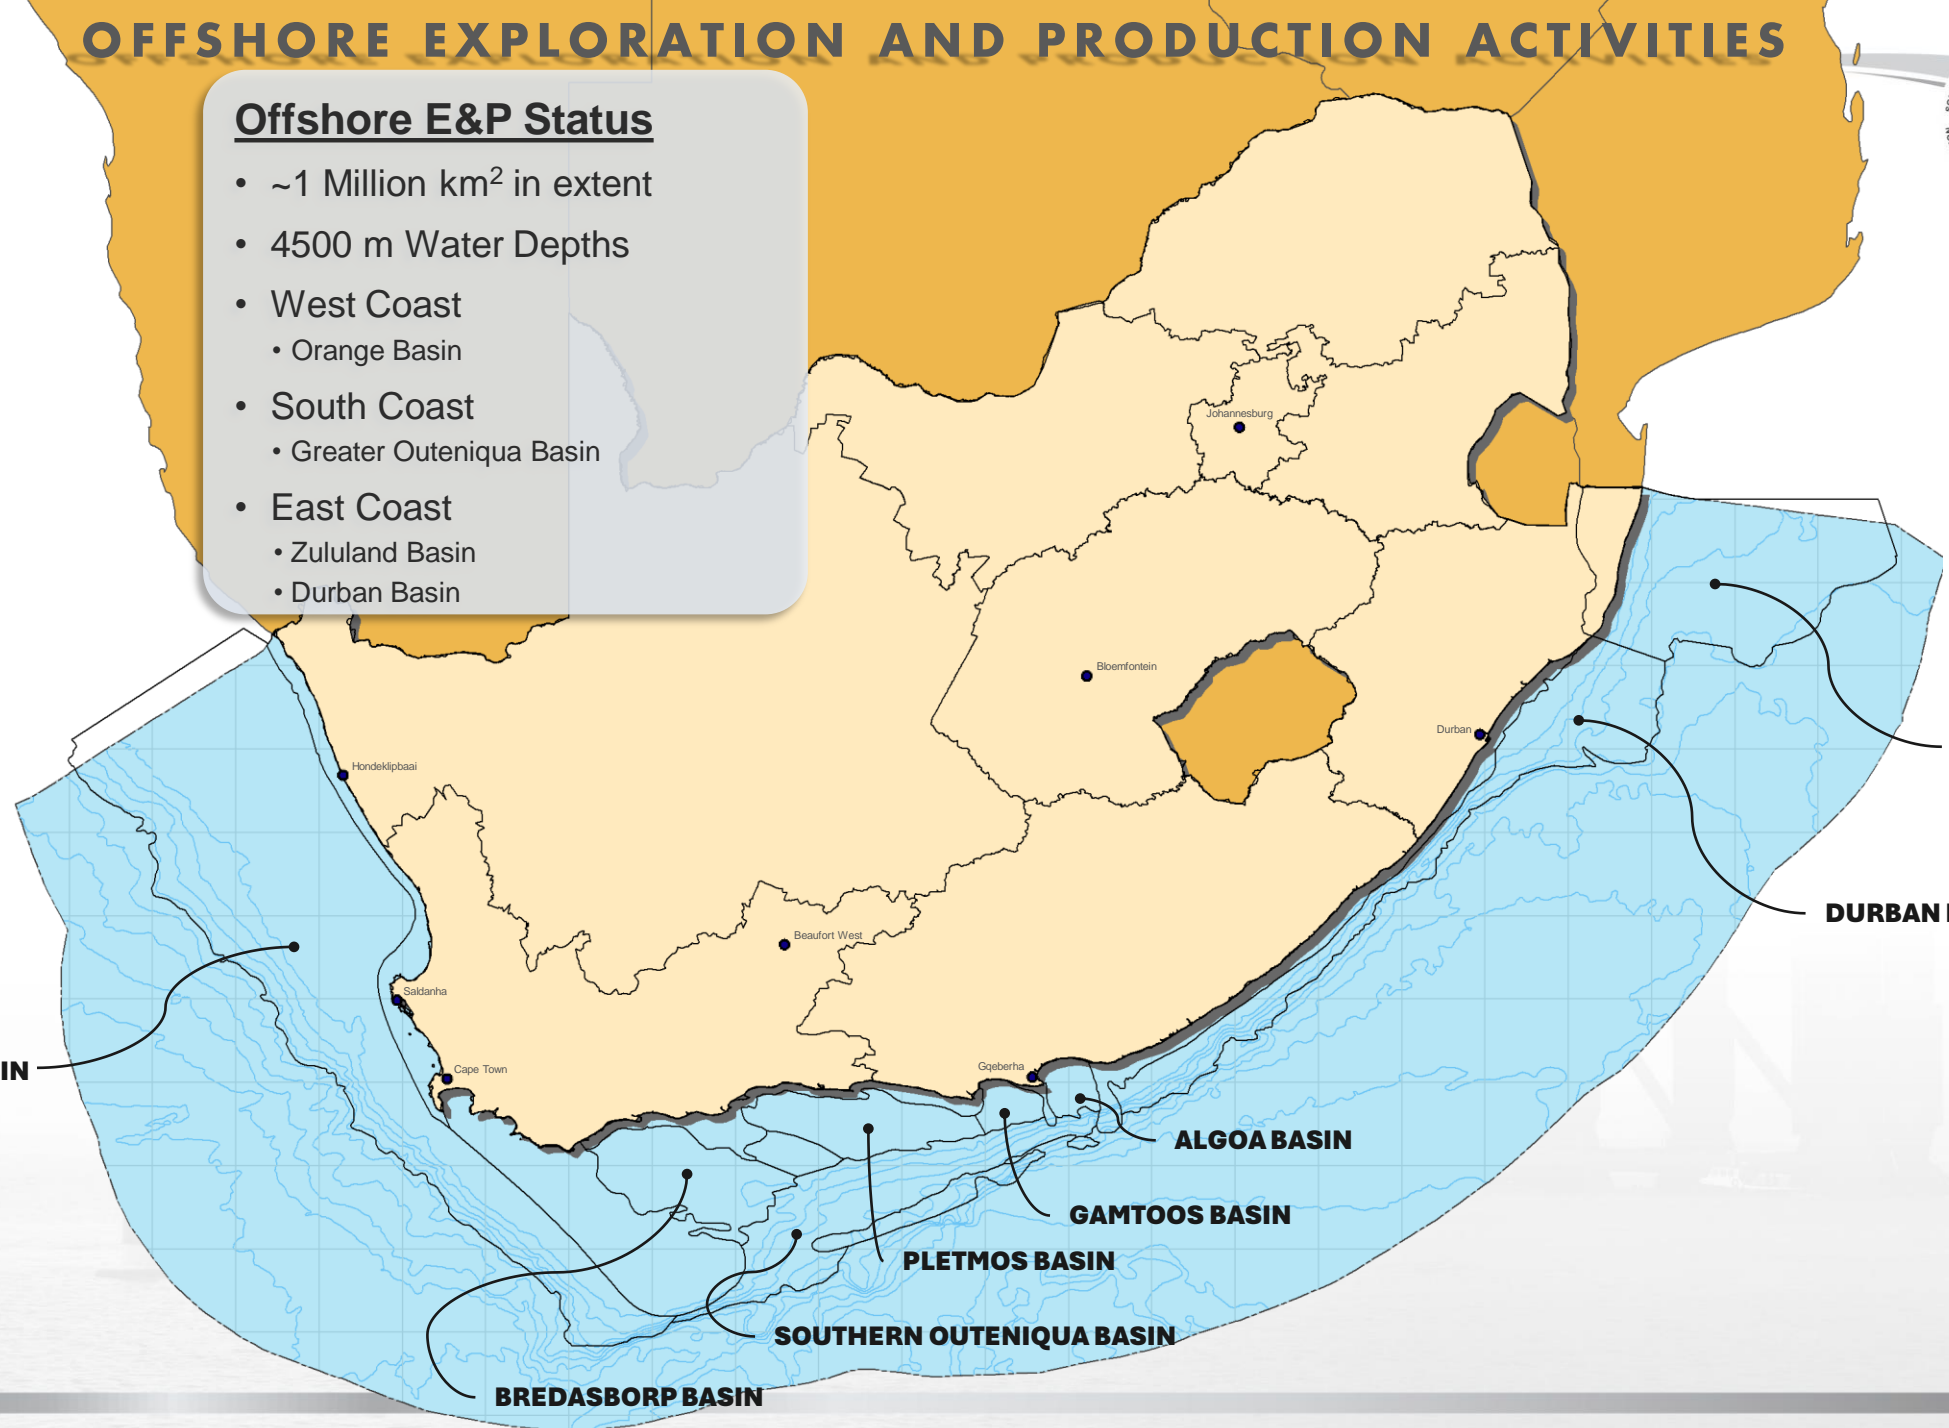 OFFSHORE EXPLORATION AND PRODUCTION ACTIVITIES
Offshore E&P Status
• ~1 Million km² in extent
• 4500 m Water Depths
• West Coast
• Orange Basin
• South Coast
• Greater Outeniqua Basin
• East Coast
• Zululand Basin
• Durban Basin
Johannesburg
Bloemfontein
Durban
Hondeklipbaai
Beaufort West
Saldanha
Cape Town
Gqeberha
DURBAN
IN
ALGOA BASIN
GAMTOOS BASIN
PLETMOS BASIN
SOUTHERN OUTENIQUA BASIN
BREDASBORP BASIN